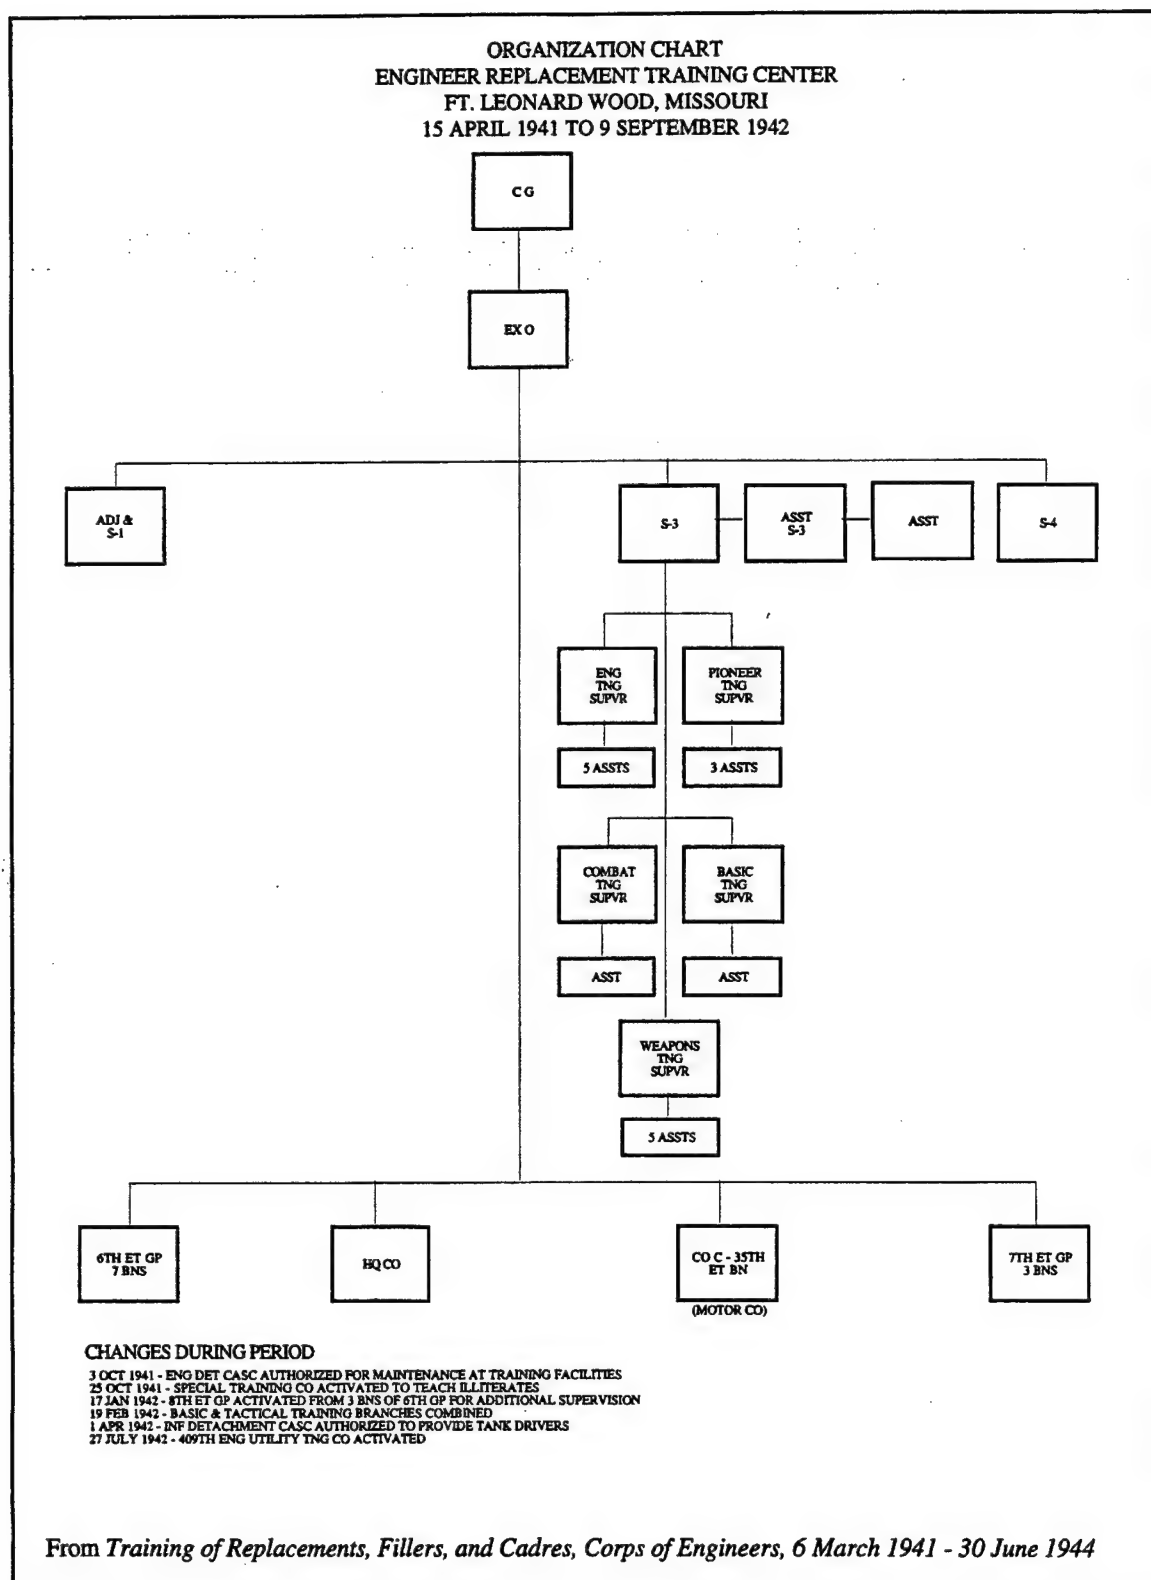 ORGANIZATION CHART
ENGINEER REPLACEMENT TRAINING CENTER
FT. LEONARD WOOD, MISSOURI
15 APRIL 1941 TO 9 SEPTEMBER 1942
C G
EX O
ADJ &
S-1
S-3
ASST
S-3
ASST
S-4
ENG
TNG
SUPVR
PIONEER
TNG
SUPVR
5 ASSTS
3 ASSTS
COMBAT
TNG
SUPVR
BASIC
TNG
SUPVR
ASST
ASST
WEAPONS
TNG
SUPVR
5 ASSTS
6TH ET GP
7 BNS
HQ CO
CO C - 35TH
ET BN
(MOTOR CO)
7TH ET GP
3 BNS
CHANGES DURING PERIOD
3 OCT 1941 - ENG DET CASC AUTHORIZED FOR MAINTENANCE AT TRAINING FACILITIES
25 OCT 1941 - SPECIAL TRAINING CO ACTIVATED TO TEACH ILLITERATES
17 JAN 1942 - 8TH ET GP ACTIVATED FROM 3 BNS OF 6TH GP FOR ADDITIONAL SUPERVISION
19 FEB 1942 - BASIC & TACTICAL TRAINING BRANCHES COMBINED
1 APR 1942 - INF DETACHMENT CASC AUTHORIZED TO PROVIDE TANK DRIVERS
27 JULY 1942 - 409TH ENG UTILITY TNG CO ACTIVATED
From Training of Replacements, Fillers, and Cadres, Corps of Engineers, 6 March 1941 - 30 June 1944